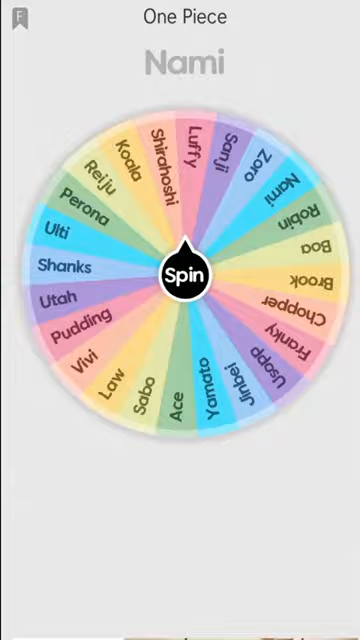 F
One Piece
Nami
Luffy
Sanji
Zoro
Nami
Robin
Boa
Brook
Chopper
Franky
Usopp
Jinbei
Yamato
Ace
Sabo
Law
Vivi
Pudding
Utah
Shanks
Ulti
Perona
Reiju
Koala
Shirahoshi
Spin